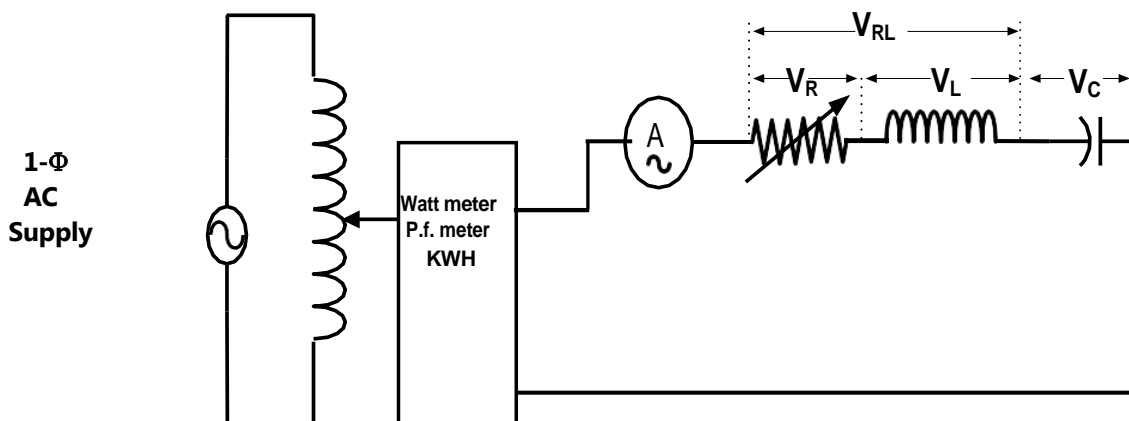 1-Φ
AC
Supply
Watt meter
P.f. meter
KWH
A
V_RL
V_R
V_L
V_C